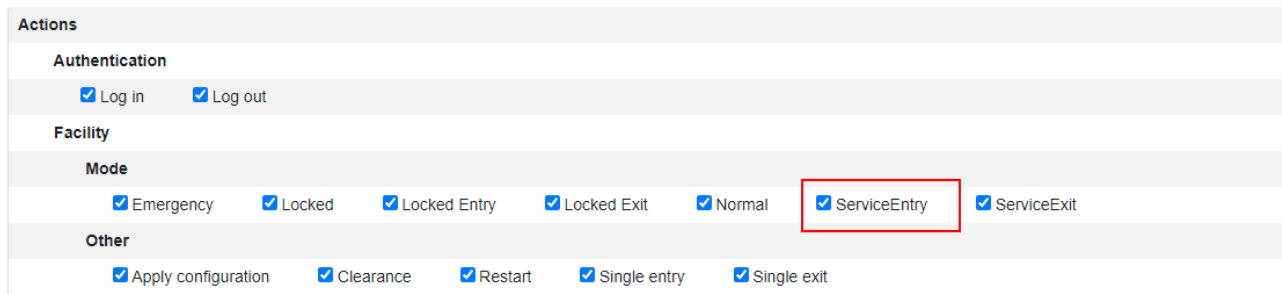 Actions
Authentication
Log in Log out
Facility
Mode
Emergency Locked Locked Entry Locked Exit Normal ServiceEntry ServiceExit
Other
Apply configuration Clearance Restart Single entry Single exit